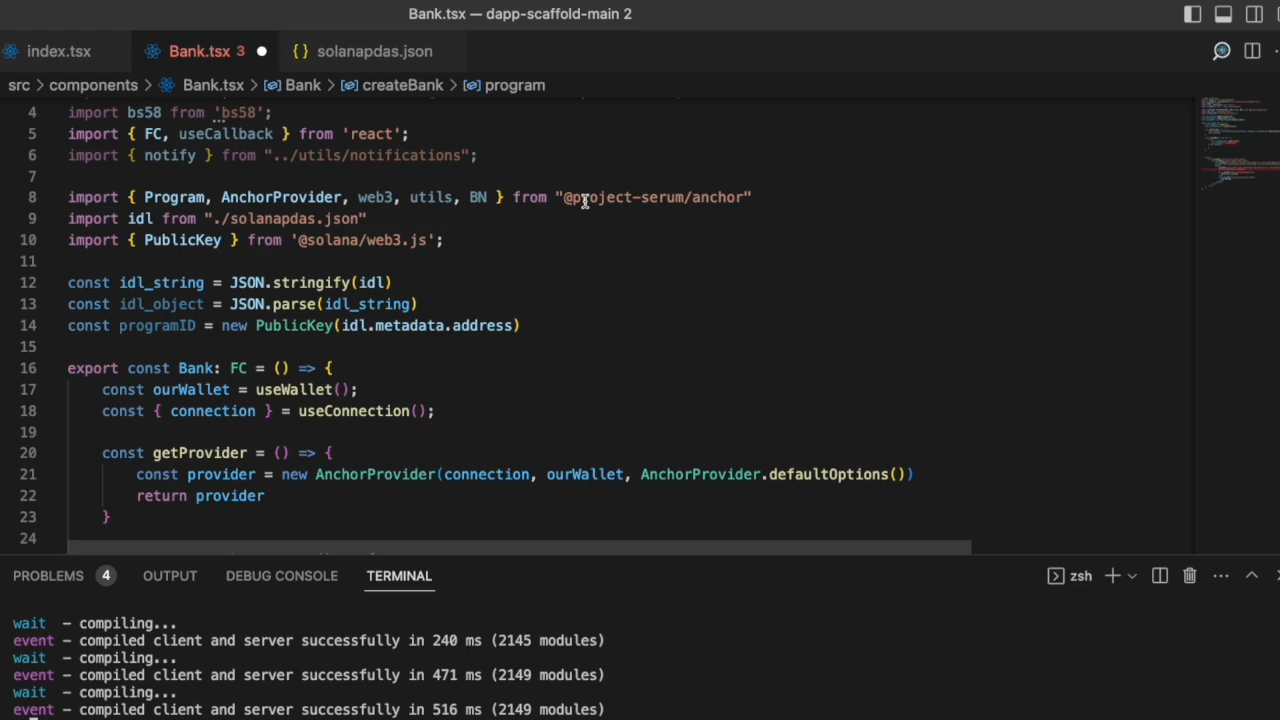 Bank.tsx — dapp-scaffold-main 2
index.tsx
Bank.tsx 3
{} solanapdas.json
src > components > Bank.tsx > Bank > createBank > program
4 import bs58 from 'bs58';
5 import { FC, useCallback } from 'react';
6 import { notify } from "../utils/notifications";
7
8 import { Program, AnchorProvider, web3, utils, BN } from "@project-serum/anchor"
9 import idl from "./solanapdas.json"
10 import { PublicKey } from '@solana/web3.js';
11
12 const idl_string = JSON.stringify(idl)
13 const idl_object = JSON.parse(idl_string)
14 const programID = new PublicKey(idl.metadata.address)
15
16 export const Bank: FC = () => {
17 const ourWallet = useWallet();
18 const { connection } = useConnection();
19
20 const getProvider = () => {
21 const provider = new AnchorProvider(connection, ourWallet, AnchorProvider.defaultOptions())
22 return provider
23 }
24
PROBLEMS 4 OUTPUT DEBUG CONSOLE TERMINAL
zsh
wait – compiling...
event – compiled client and server successfully in 240 ms (2145 modules)
wait – compiling...
event – compiled client and server successfully in 471 ms (2149 modules)
wait – compiling...
event – compiled client and server successfully in 516 ms (2149 modules)